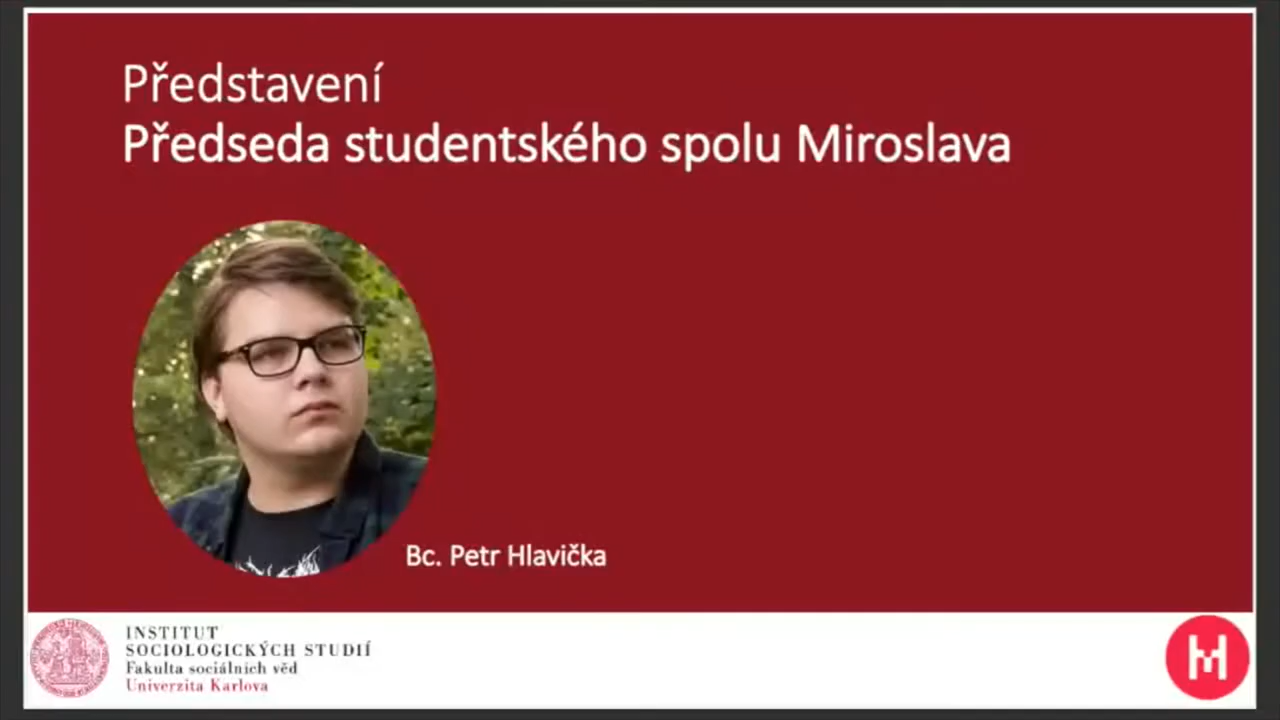 Představení
Předseda studentského spolu Miroslava
Bc. Petr Hlavička
INSTITUT
SOCIOLOGICKÝCH STUDIÍ
Fakulta sociálních věd
Univerzita Karlova
M